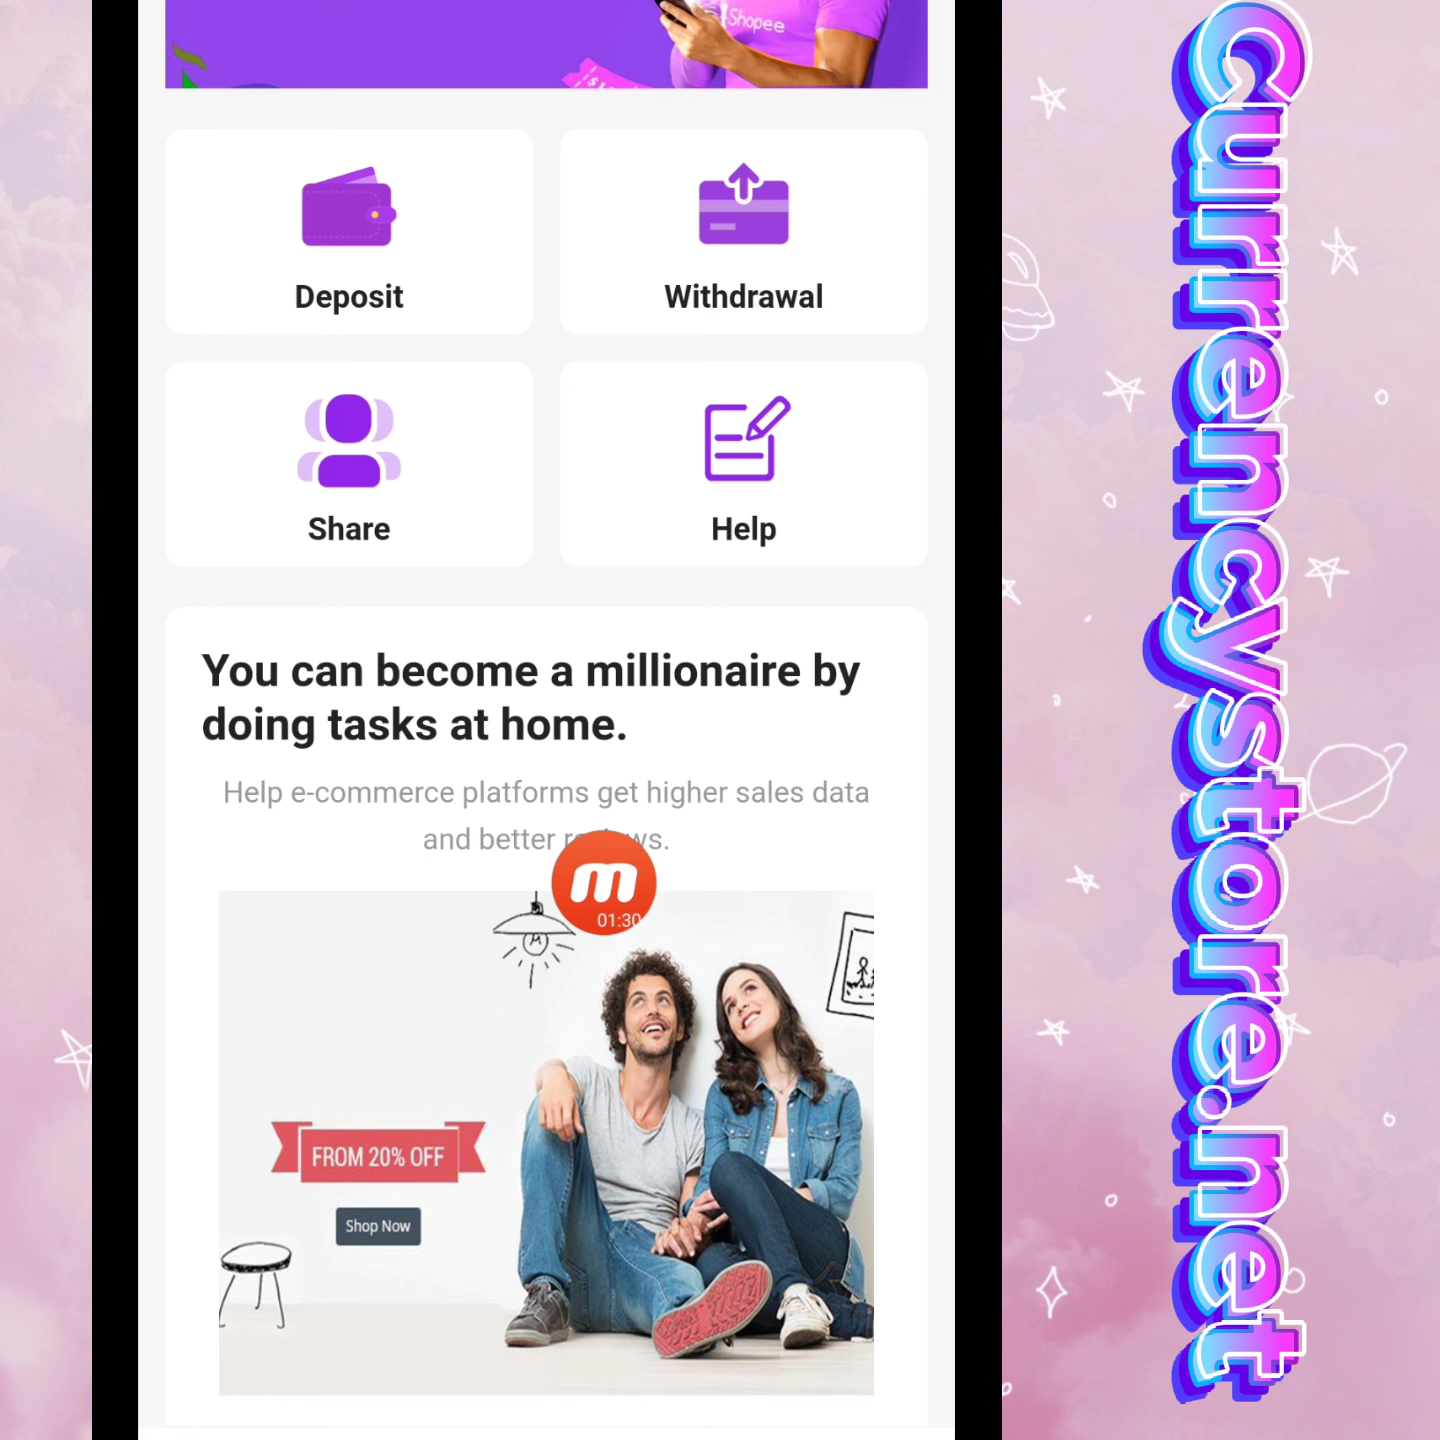 Shopee
Deposit
Withdrawal
Share
Help
You can become a millionaire by
doing tasks at home.
Help e-commerce platforms get higher sales data
and better
01:30
FROM 20% OFF
Shop Now
Currencystore.net